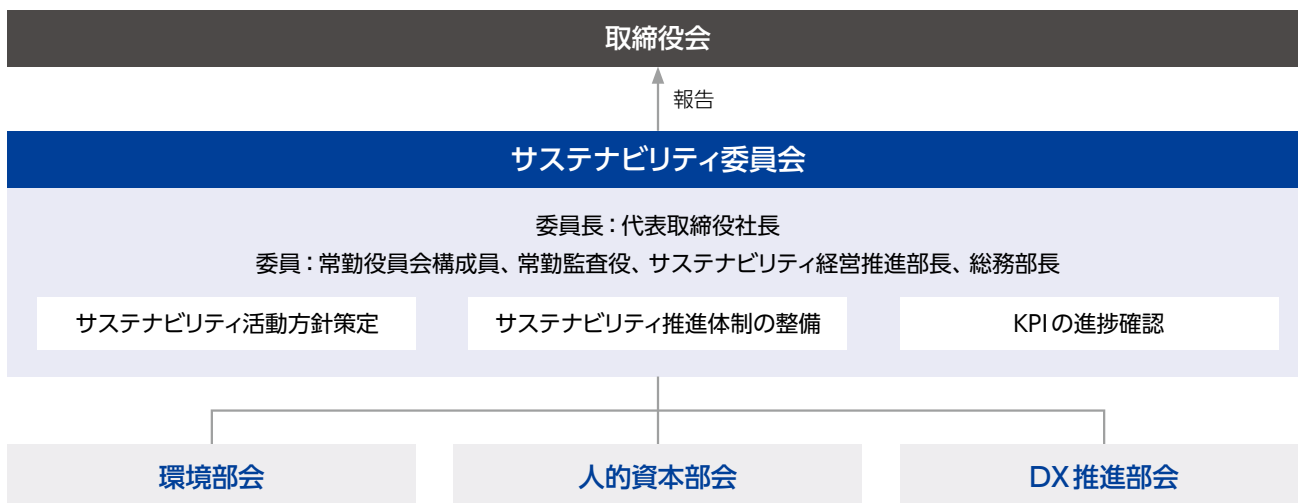 取締役会
報告
サステナビリティ委員会
委員長：代表取締役社長
委員：常勤役員会構成員、常勤監査役、サステナビリティ経営推進部長、総務部長
サステナビリティ活動方針策定
サステナビリティ推進体制の整備
KPIの進捗確認
環境部会
人的資本部会
DX推進部会